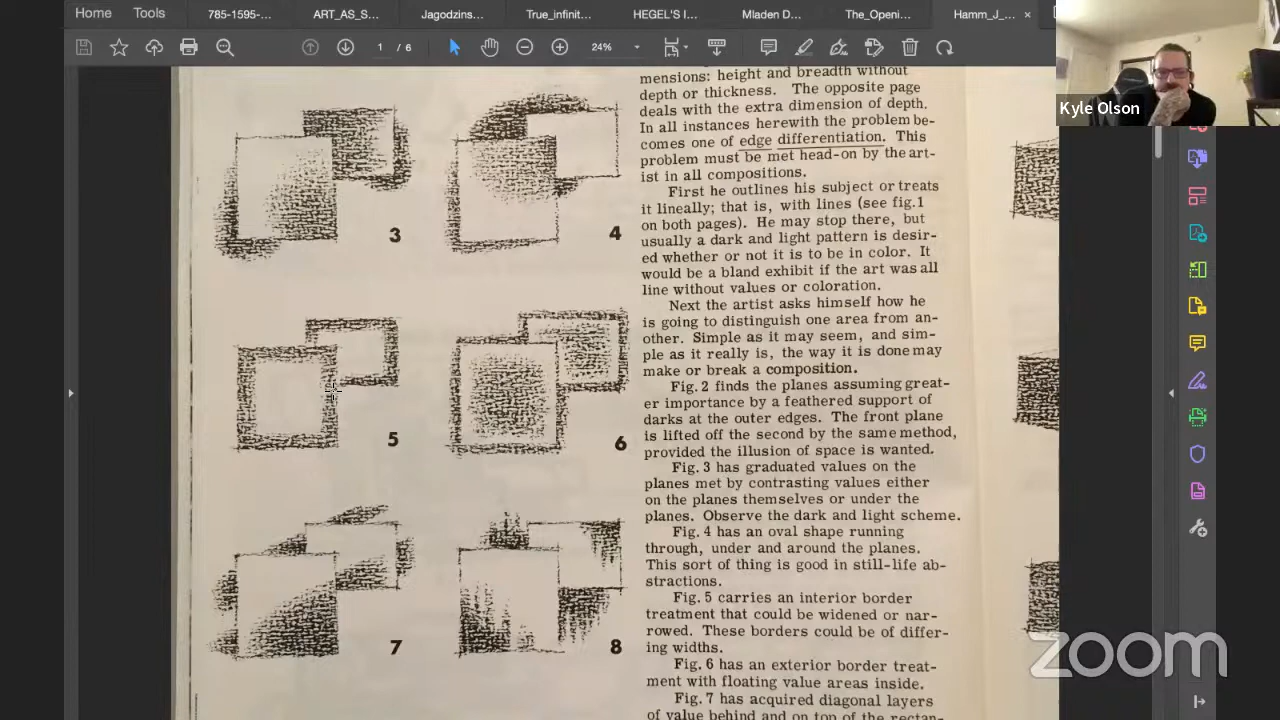 Home
Tools
785-1595-...
ART_AS_S...
Jagodzins...
True_infinit...
HEGEL'S I...
Mladen D...
The_Openi...
Hamm_J_...
1 / 6
24%
Kyle Olson
mensions: height and breadth without
depth or thickness. The opposite page
deals with the extra dimension of depth.
In all instances herewith the problem be-
comes one of edge differentiation. This
problem must be met head-on by the art-
ist in all compositions.
First he outlines his subject or treats
it lineally; that is, with lines (see fig.1
on both pages). He may stop there, but
usually a dark and light pattern is desir-
ed whether or not it is to be in color. It
would be a bland exhibit if the art was all
line without values or coloration.
Next the artist asks himself how he
is going to distinguish one area from an-
other. Simple as it may seem, and sim-
ple as it really is, the way it is done may
make or break a composition.
Fig. 2 finds the planes assuming great-
er importance by a feathered support of
darks at the outer edges. The front plane
is lifted off the second by the same method,
provided the illusion of space is wanted.
Fig. 3 has graduated values on the
planes met by contrasting values either
on the planes themselves or under the
planes. Observe the dark and light scheme.
Fig. 4 has an oval shape running
through, under and around the planes.
This sort of thing is good in still-life ab-
stractions.
Fig. 5 carries an interior border
treatment that could be widened or nar-
rowed. These borders could be of differ-
ing widths.
Fig. 6 has an exterior border treat-
ment with floating value areas inside.
Fig. 7 has acquired diagonal layers
of value behind and on top of the rectan-
3
4
5
6
7
8
zoom